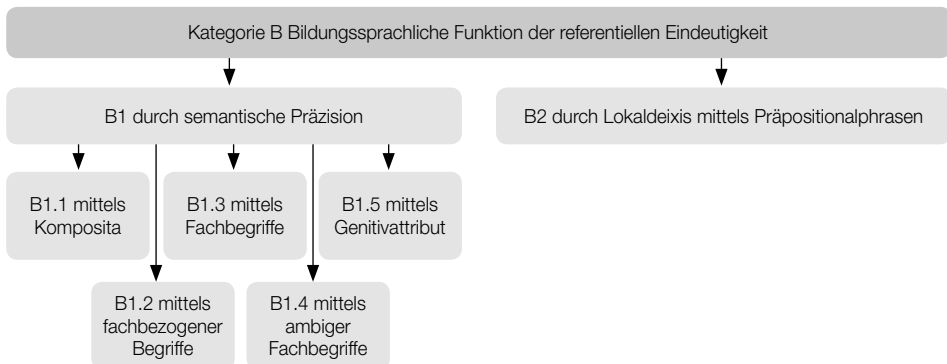 Kategorie B Bildungssprachliche Funktion der referentiellen Eindeutigkeit
B1 durch semantische Präzision
B2 durch Lokaldeixis mittels Präpositionalphrasen
B1.1 mittels
Komposita
B1.3 mittels
Fachbegriffe
B1.5 mittels
Genitivattribut
B1.2 mittels
fachbezogener
Begriffe
B1.4 mittels
ambiger
Fachbegriffe